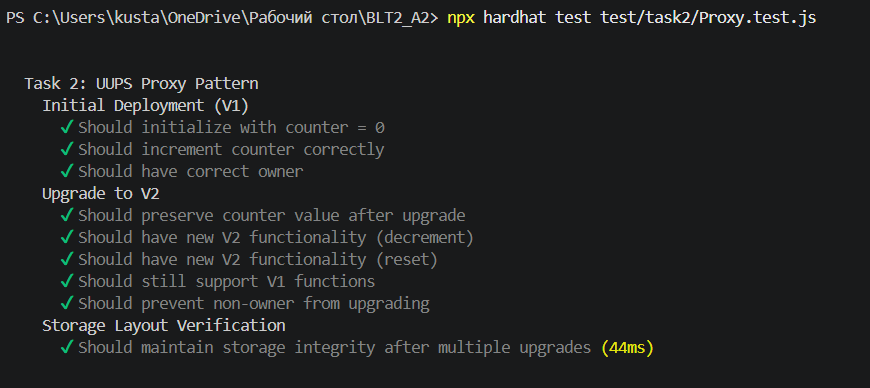 PS C:\Users\kusta\OneDrive\Рабочий стол\BLT2_A2> npx hardhat test test/task2/Proxy.test.js
Task 2: UUPS Proxy Pattern
Initial Deployment (V1)
✓ Should initialize with counter = 0
✓ Should increment counter correctly
✓ Should have correct owner
Upgrade to V2
✓ Should preserve counter value after upgrade
✓ Should have new V2 functionality (decrement)
✓ Should have new V2 functionality (reset)
✓ Should still support V1 functions
✓ Should prevent non-owner from upgrading
Storage Layout Verification
✓ Should maintain storage integrity after multiple upgrades (44ms)